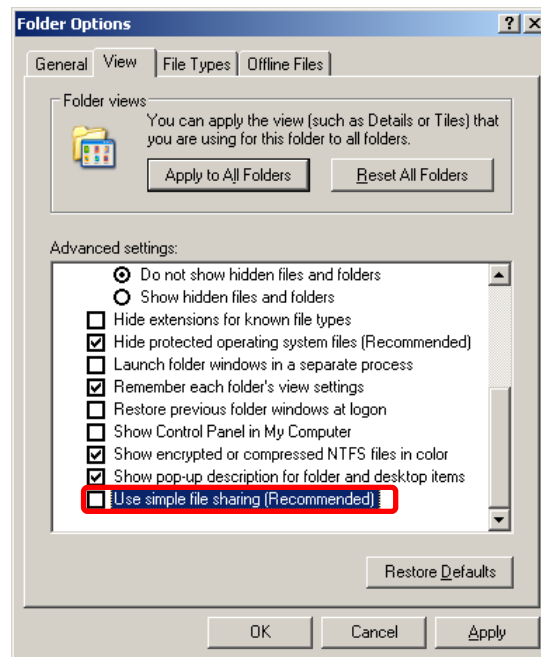 Folder Options
General View File Types Offline Files
Folder views
You can apply the view (such as Details or Tiles) that
you are using for this folder to all folders.
Apply to All Folders Reset All Folders
Advanced settings:
Do not show hidden files and folders
Show hidden files and folders
Hide extensions for known file types
Hide protected operating system files (Recommended)
Launch folder windows in a separate process
Remember each folder's view settings
Restore previous folder windows at logon
Show Control Panel in My Computer
Show encrypted or compressed NTFS files in color
Show pop-up description for folder and desktop items
Use simple file sharing (Recommended)
Restore Defaults
OK Cancel Apply